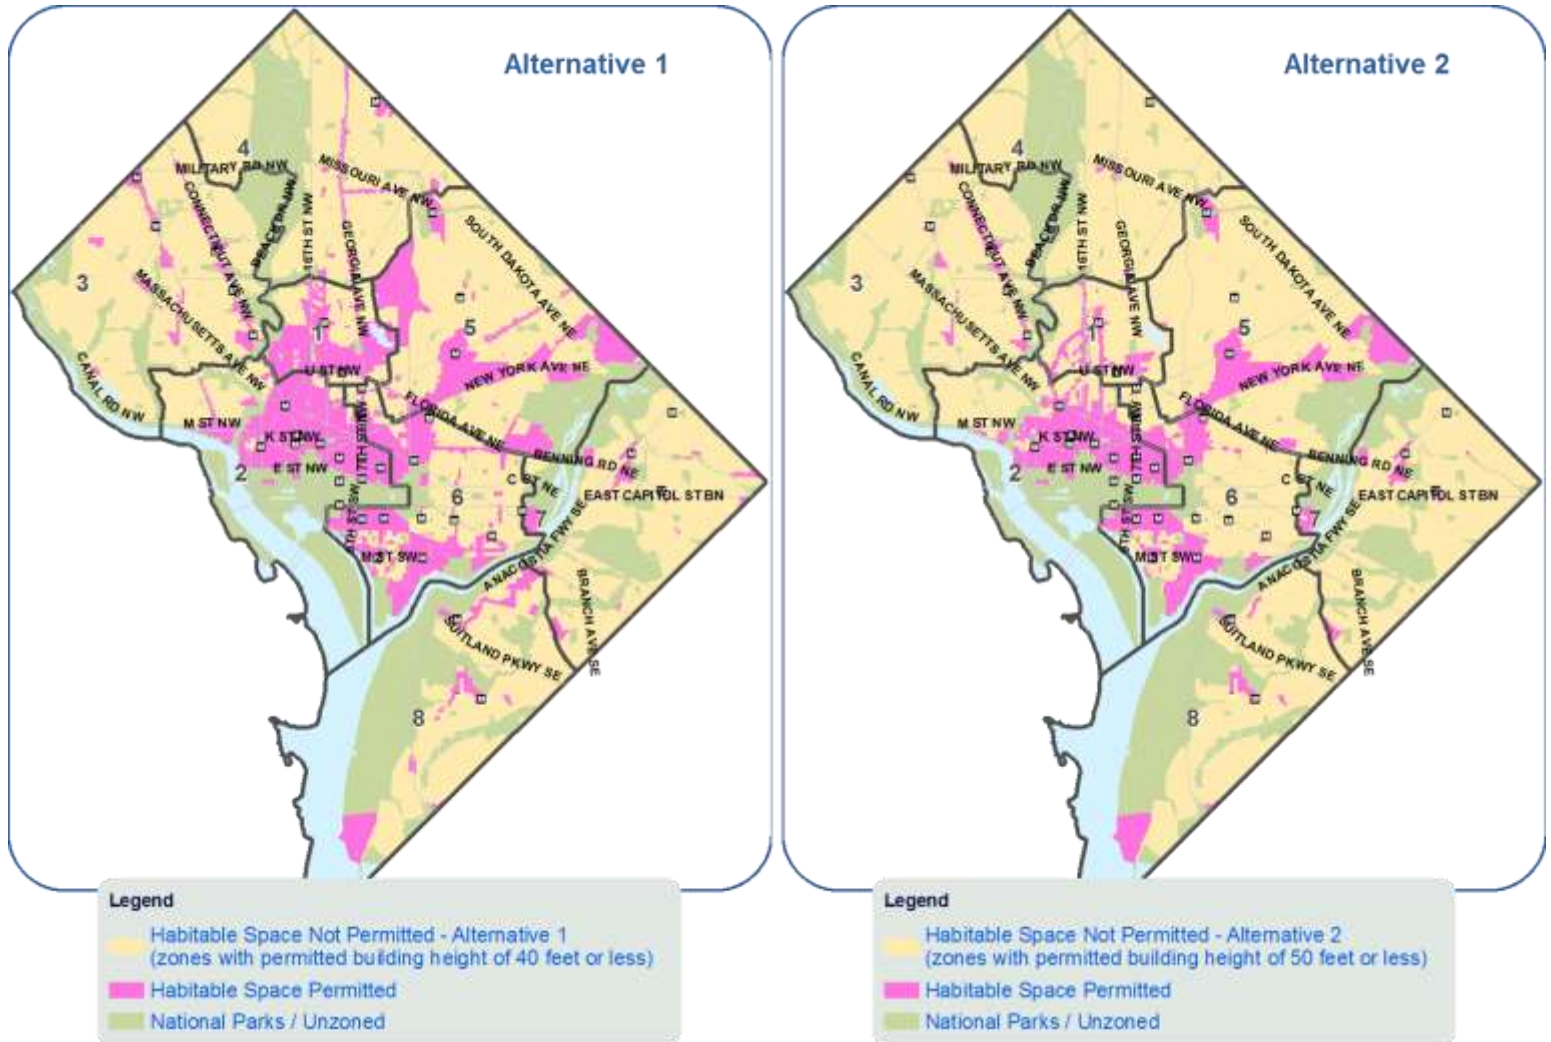 Alternative 1
4
MILITARY RD NW
MISSOURI AVE NW
BEACH DR NW
16TH ST NW
CONNECTICUT AVE NW
GEORGIA AVE NW
SOUTH DAKOTA AVE NE
3
MASSACHUSETTS AVE NW
1
5
CANAL RD NW
U ST NW
NEW YORK AVE NE
FLORIDA AVE NE
M ST NW
K ST NW
BENNING RD NE
E ST NW
2
C ST NE
6
EAST CAPITOL ST BN
7
M ST SW
ANACOSTIA FWY SE
BRANCH AVE SE
SUITLAND PKWY SE
8
Legend
Habitable Space Not Permitted - Alternative 1
(zones with permitted building height of 40 feet or less)
Habitable Space Permitted
National Parks / Unzoned
Alternative 2
4
MILITARY RD NW
MISSOURI AVE NW
BEACH DR NW
16TH ST NW
CONNECTICUT AVE NW
GEORGIA AVE NW
SOUTH DAKOTA AVE NE
3
MASSACHUSETTS AVE NW
1
5
CANAL RD NW
U ST NW
NEW YORK AVE NE
FLORIDA AVE NE
M ST NW
K ST NW
BENNING RD NE
E ST NW
2
C ST NE
6
EAST CAPITOL ST BN
7
M ST SW
ANACOSTIA FWY SE
BRANCH AVE SE
SUITLAND PKWY SE
8
Legend
Habitable Space Not Permitted - Alternative 2
(zones with permitted building height of 50 feet or less)
Habitable Space Permitted
National Parks / Unzoned